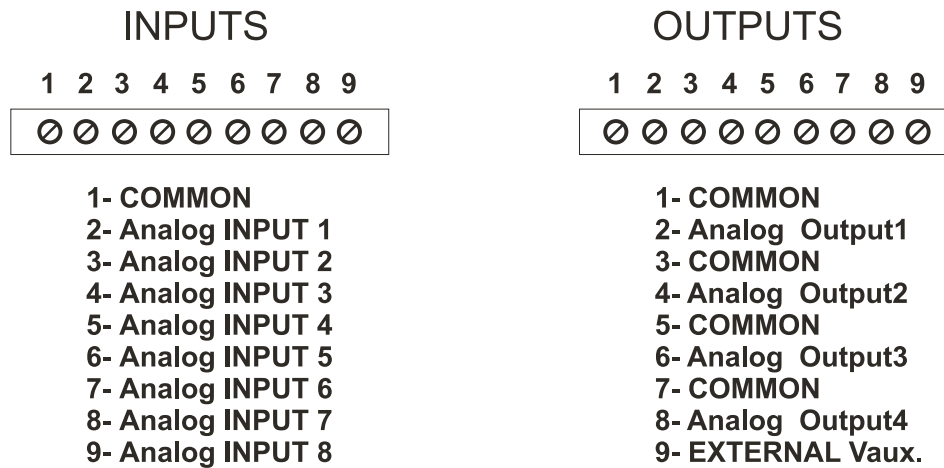 INPUTS
1 2 3 4 5 6 7 8 9
1- COMMON
2- Analog INPUT 1
3- Analog INPUT 2
4- Analog INPUT 3
5- Analog INPUT 4
6- Analog INPUT 5
7- Analog INPUT 6
8- Analog INPUT 7
9- Analog INPUT 8
OUTPUTS
1 2 3 4 5 6 7 8 9
1- COMMON
2- Analog Output1
3- COMMON
4- Analog Output2
5- COMMON
6- Analog Output3
7- COMMON
8- Analog Output4
9- EXTERNAL Vaux.